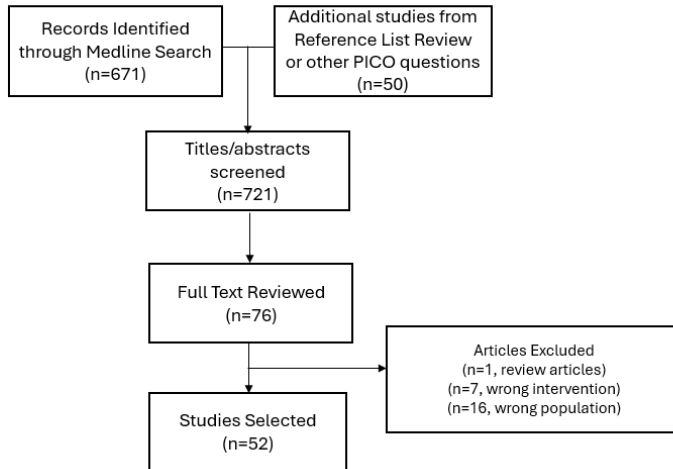 Records Identified
through Medline Search
(n=671)
Additional studies from
Reference List Review
or other PICO questions
(n=50)
Titles/abstracts
screened
(n=721)
Full Text Reviewed
(n=76)
Articles Excluded
(n=1, review articles)
(n=7, wrong intervention)
(n=16, wrong population)
Studies Selected
(n=52)